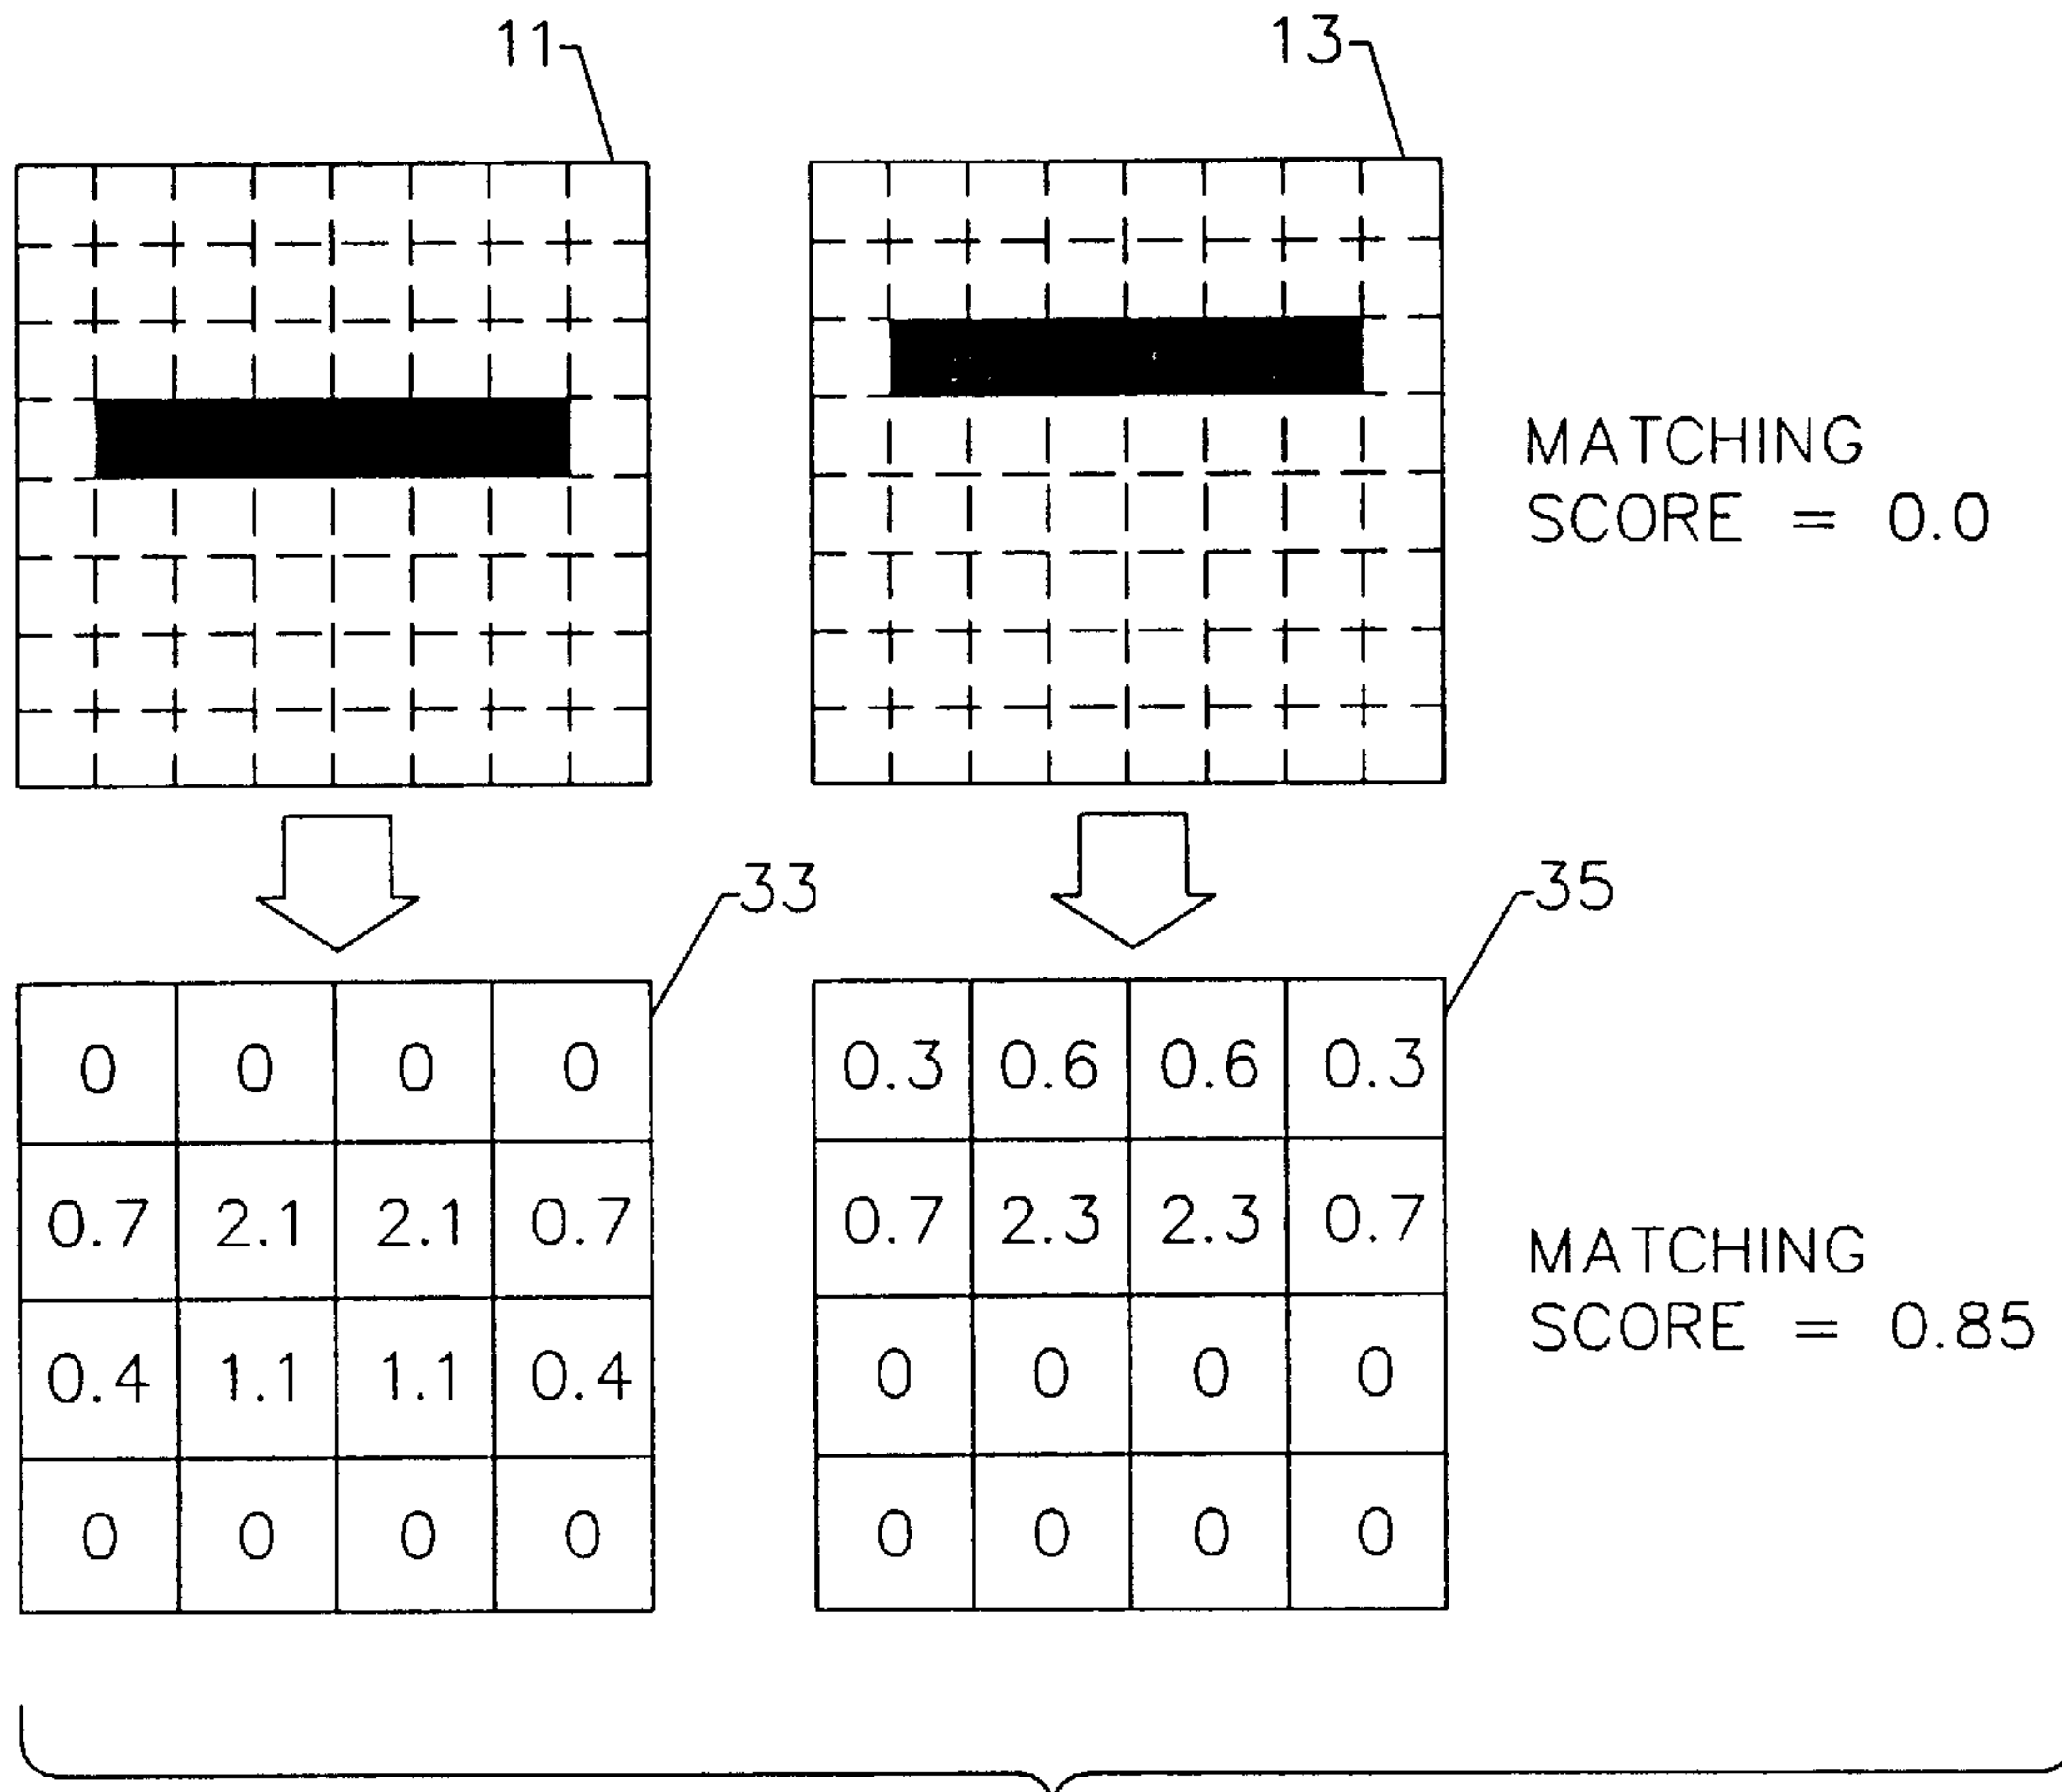 11
13
MATCHING
SCORE = 0.0
33
35
0 0 0 0
0.7 2.1 2.1 0.7
0.4 1.1 1.1 0.4
0 0 0 0
0.3 0.6 0.6 0.3
0.7 2.3 2.3 0.7
0 0 0 0
0 0 0 0
MATCHING
SCORE = 0.85